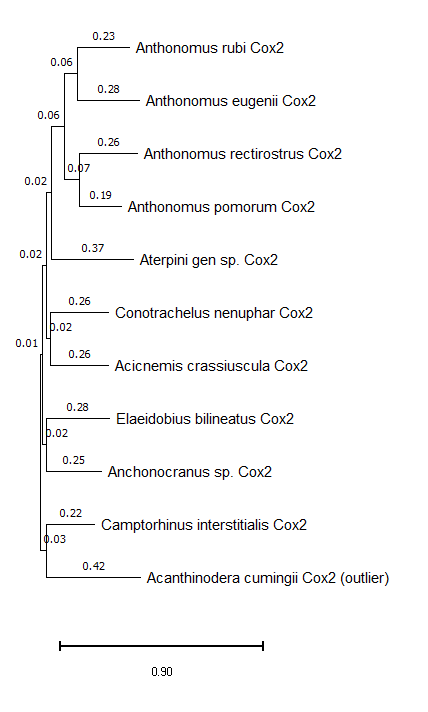 0.23
Anthonomus rubi Cox2
0.06
0.28
Anthonomus eugenii Cox2
0.06
0.26
Anthonomus rectirostrus Cox2
0.07
0.02
0.19
Anthonomus pomorum Cox2
0.37
Aterpini gen sp. Cox2
0.02
0.26
Conotrachelus nenuphar Cox2
0.02
0.01
0.26
Acicnemis crassiuscula Cox2
0.28
Elaeidobius bilineatus Cox2
0.02
0.25
Anchonocranus sp. Cox2
0.22
Camptorhinus interstitialis Cox2
0.03
0.42
Acanthinodera cumingii Cox2 (outlier)
0.90